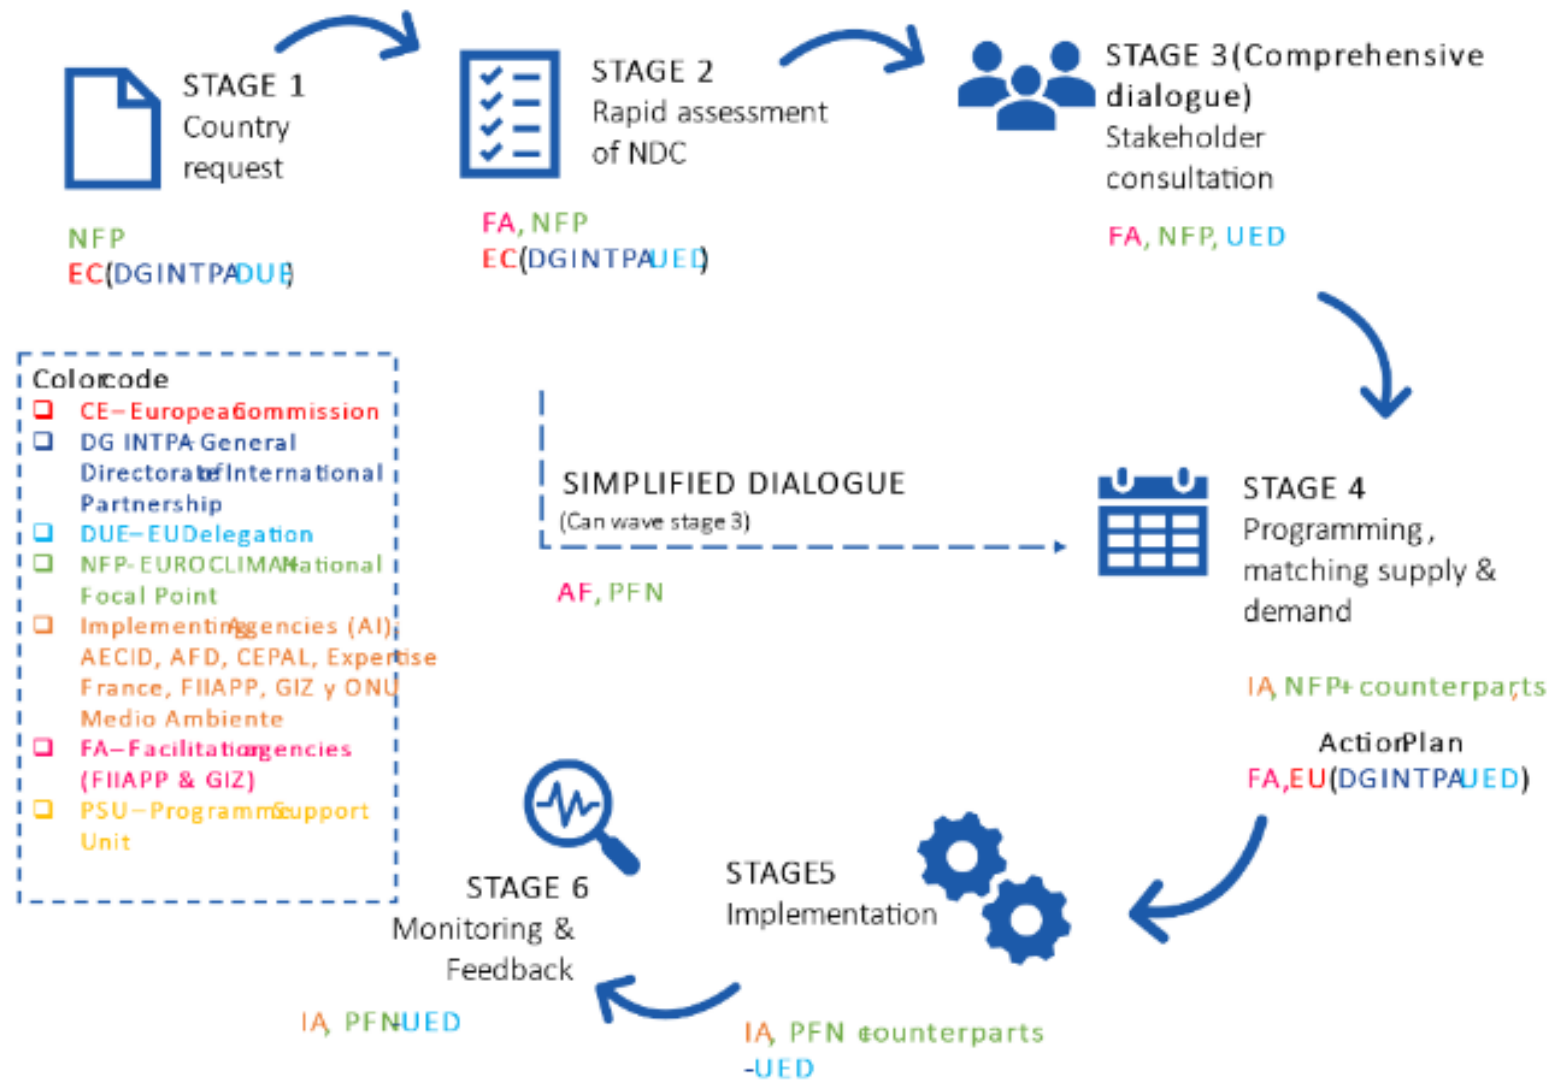 STAGE 1
Country
request
NFP
EC(DGINTPA DUE)
STAGE 2
Rapid assessment
of NDC
FA, NFP
EC(DGINTPA UED)
STAGE 3(Comprehensive
dialogue)
Stakeholder
consultation
FA, NFP, UED
Color code
CE–European Commission
DG INTPA-General
Directorate of International
Partnership
DUE–EU Delegation
NFP-EUROCLIMA+ National
Focal Point
Implementing Agencies (AI);
AECID, AFD, CEPAL, Expertise
France, FIIAPP, GIZ y ONU
Medio Ambiente
FA–Facilitation agencies
(FIIAPP & GIZ)
PSU–Programme Support
Unit
SIMPLIFIED DIALOGUE
(Can wave stage 3)
AF, PFN
STAGE 4
Programming,
matching supply &
demand
IA, NFP+ counterparts,
Action Plan
FA,EU(DGINTPA UED)
STAGE5
Implementation
IA, PFN + counterparts
-UED
STAGE 6
Monitoring &
Feedback
IA, PFN-UED